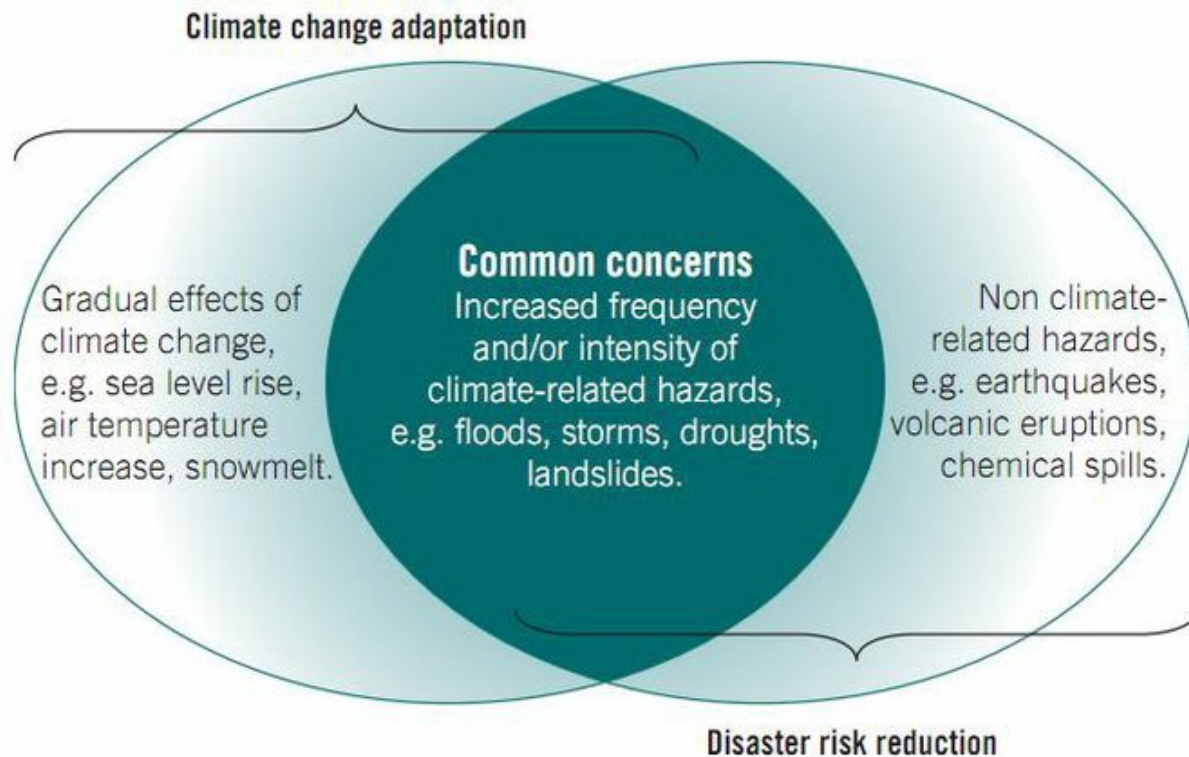 Climate change adaptation
Gradual effects of
climate change,
e.g. sea level rise,
air temperature
increase, snowmelt.
Common concerns
Increased frequency
and/or intensity of
climate-related hazards,
e.g. floods, storms, droughts,
landslides.
Non climate-
related hazards,
e.g. earthquakes,
volcanic eruptions,
chemical spills.
Disaster risk reduction